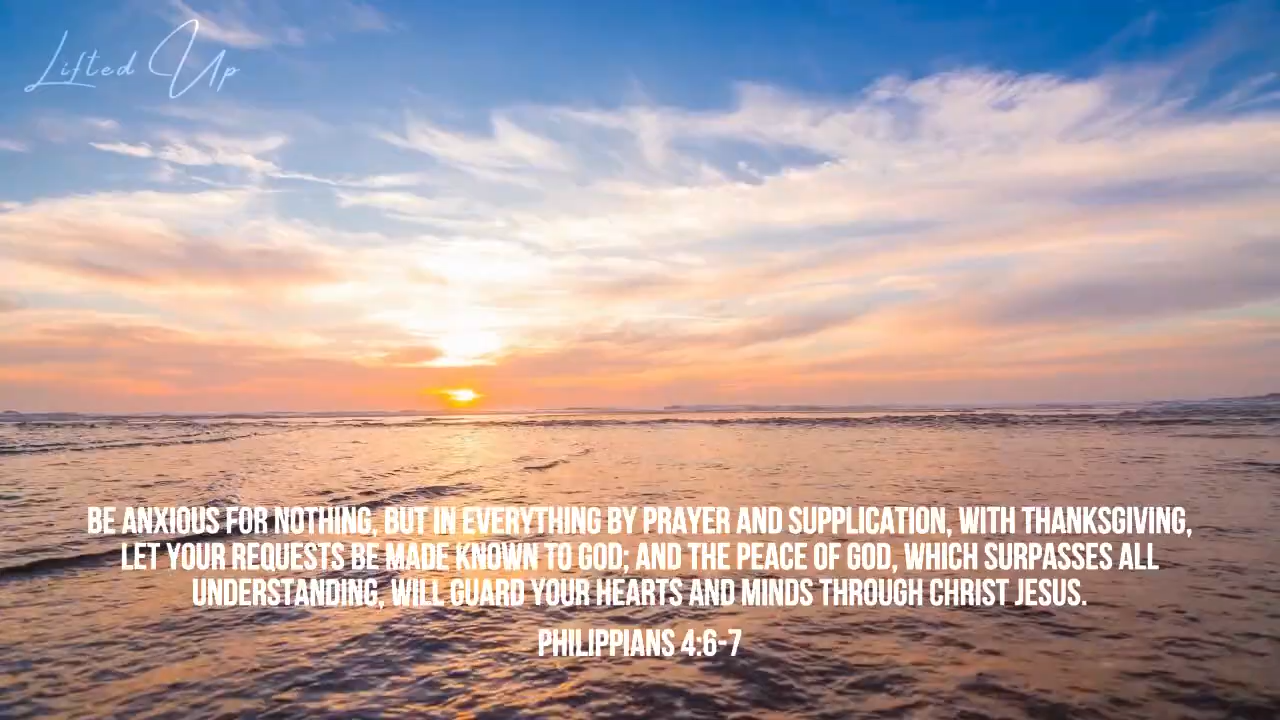 Lifted Up
BE ANXIOUS FOR NOTHING, BUT IN EVERYTHING BY PRAYER AND SUPPLICATION, WITH THANKSGIVING,
LET YOUR REQUESTS BE MADE KNOWN TO GOD; AND THE PEACE OF GOD, WHICH SURPASSES ALL
UNDERSTANDING, WILL GUARD YOUR HEARTS AND MINDS THROUGH CHRIST JESUS.
PHILIPPIANS 4:6-7